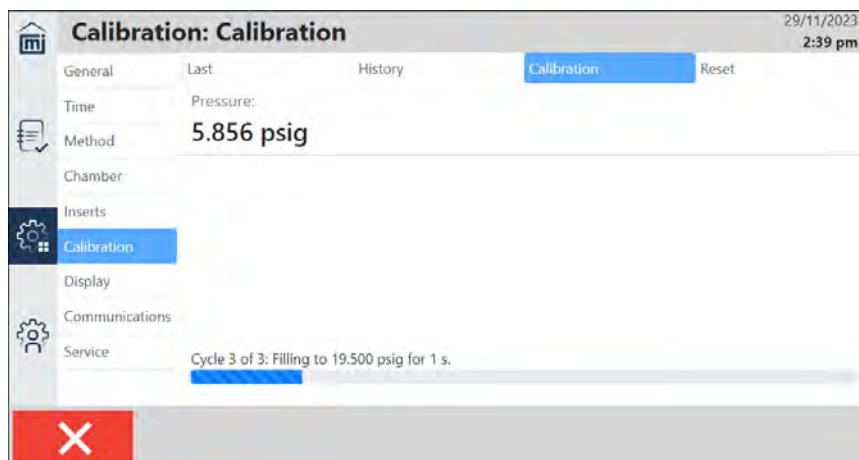 29/11/2023
Calibration: Calibration
2:39 pm
mi
General
Last
History
Calibration
Reset
Time
Pressure:
Method
5.856 psig
Chamber
Inserts
Calibration
Display
Communications
Service
Cycle 3 of 3: Filling to 19.500 psig for 1 s.